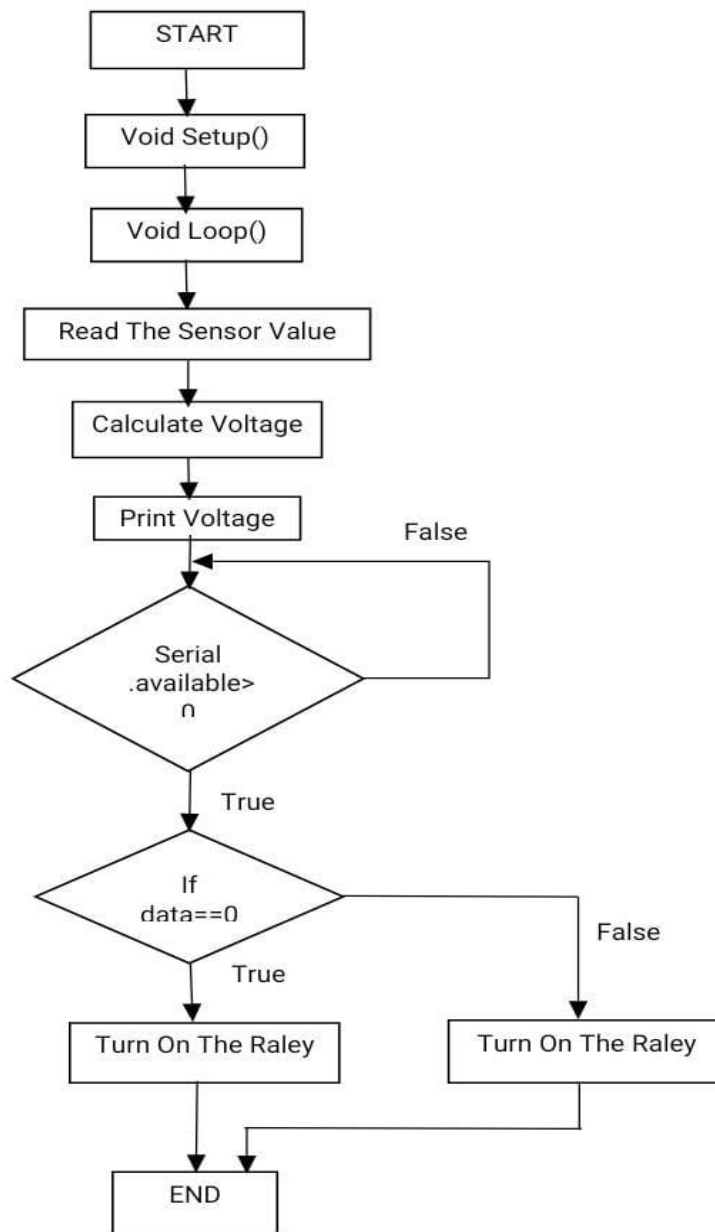 START
Void Setup()
Void Loop()
Read The Sensor Value
Calculate Voltage
Print Voltage
False
Serial
.available>
0
True
If
data==0
False
True
Turn On The Raley
Turn On The Raley
END